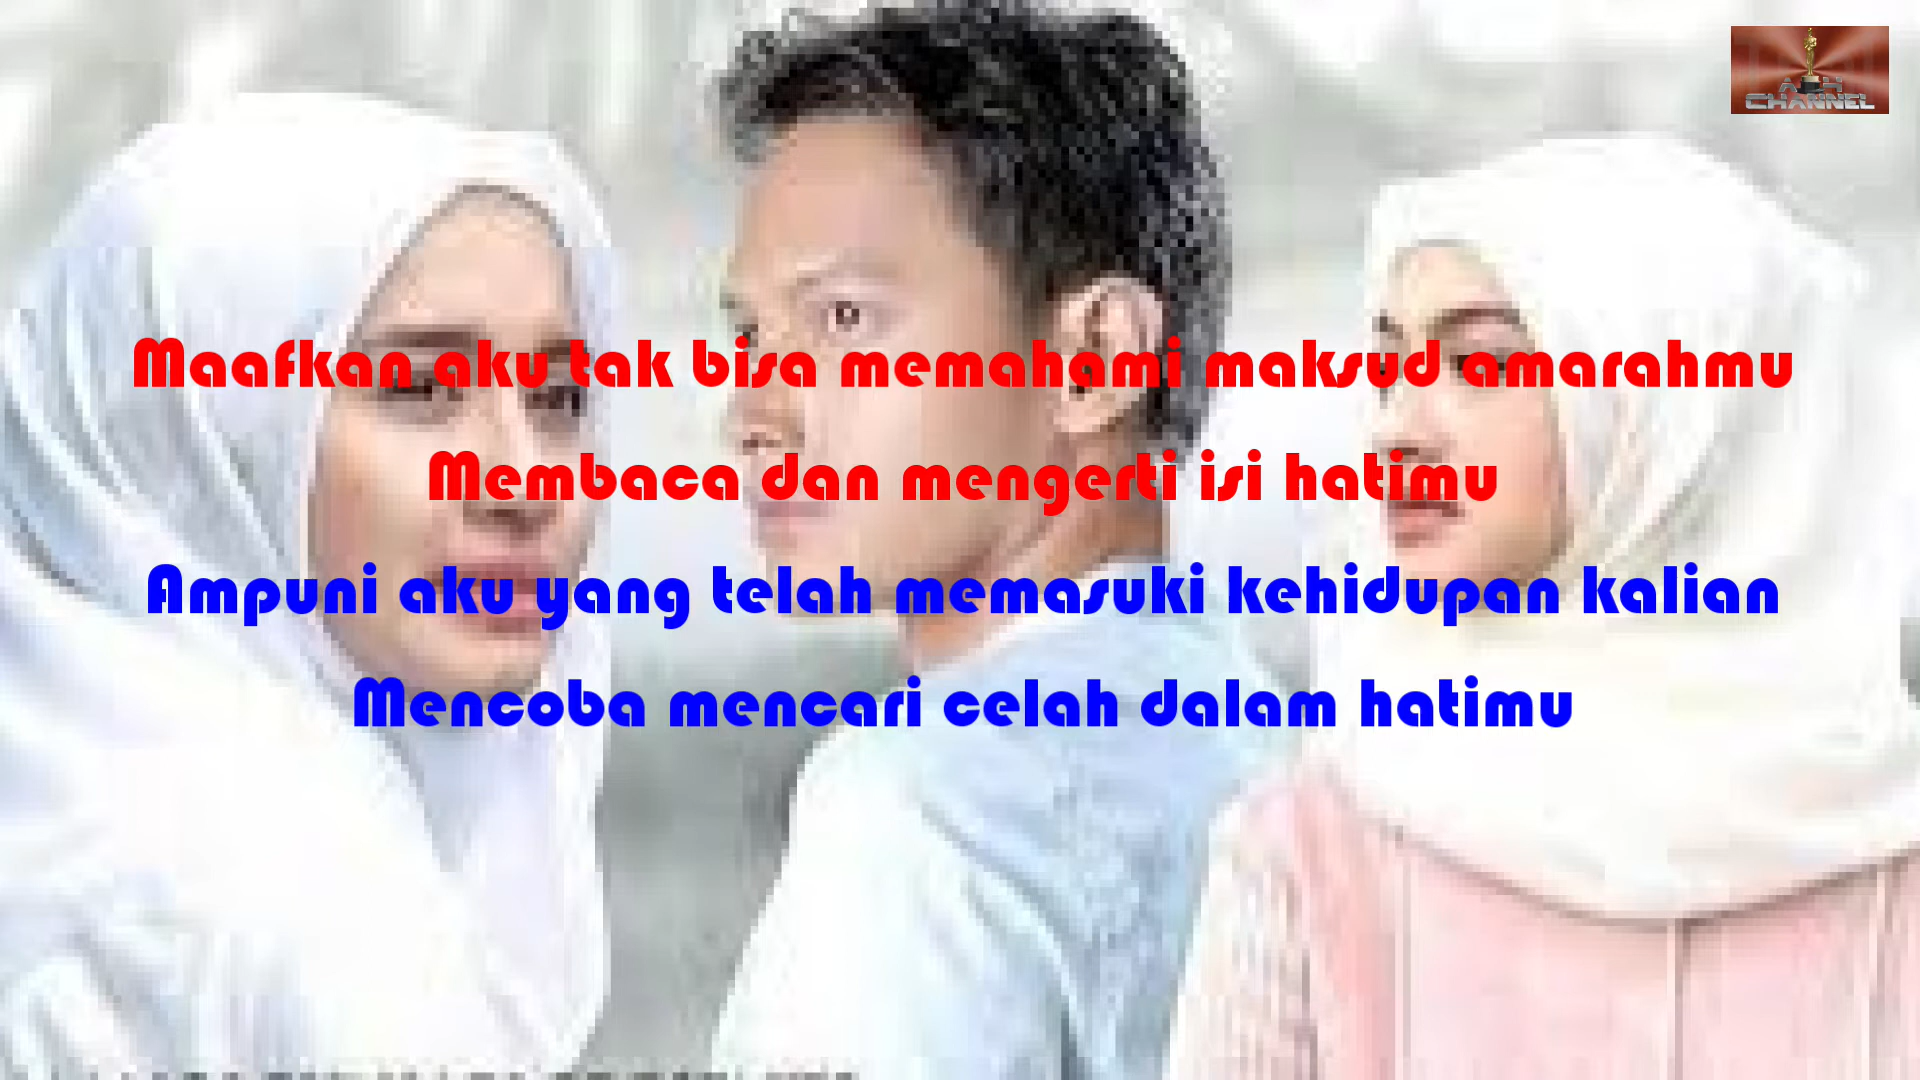 ASH
CHANNEL
Maafkan aku tak bisa memahami maksud amarahmu
Membaca dan mengerti isi hatimu
Ampuni aku yang telah memasuki kehidupan kalian
Mencoba mencari celah dalam hatimu